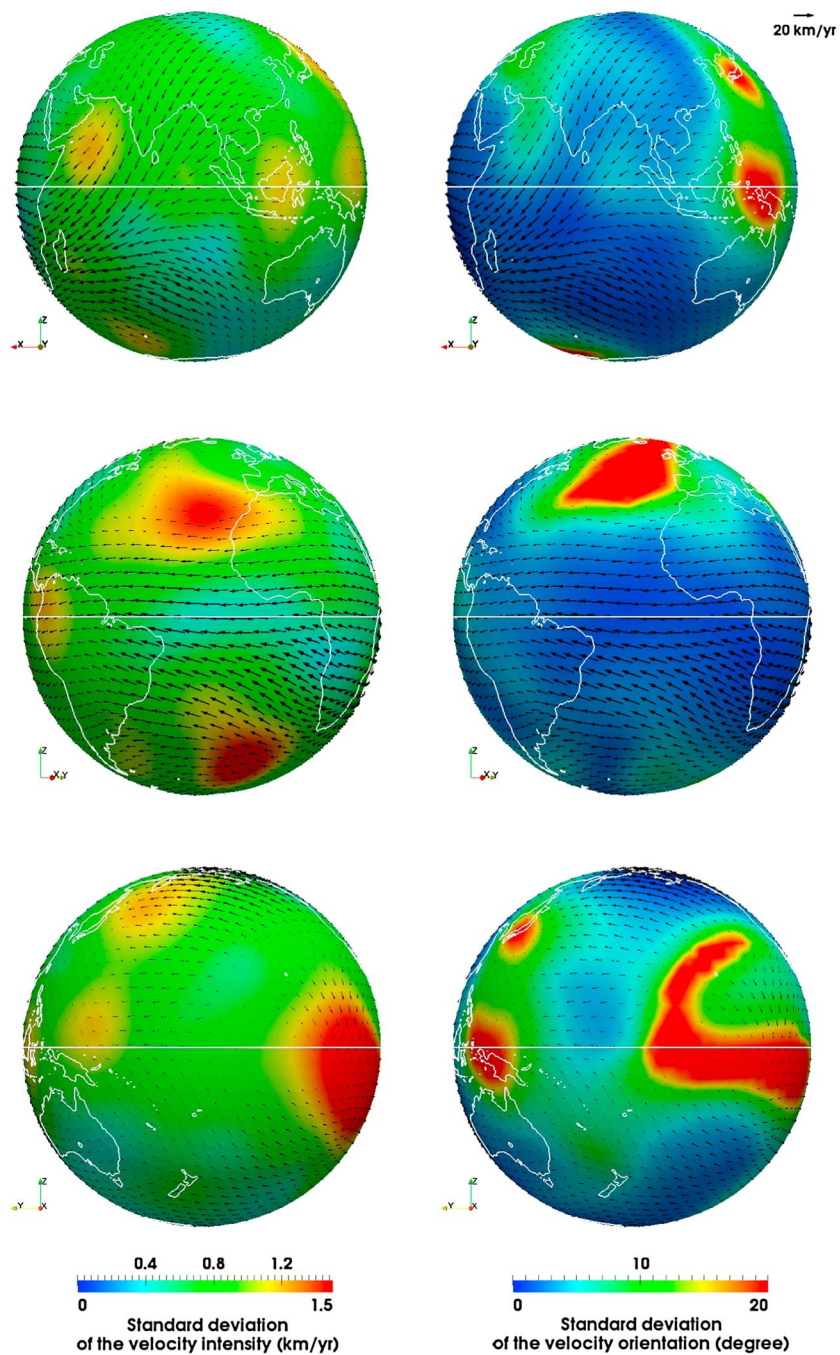 20 km/yr
Z
X Y
Z
X Y
Z
X Y
Z
X Y
Z
Y X
Z
Y X
0.4 0.8 1.2
0 1.5
Standard deviation
of the velocity intensity (km/yr)
10
0 20
Standard deviation
of the velocity orientation (degree)